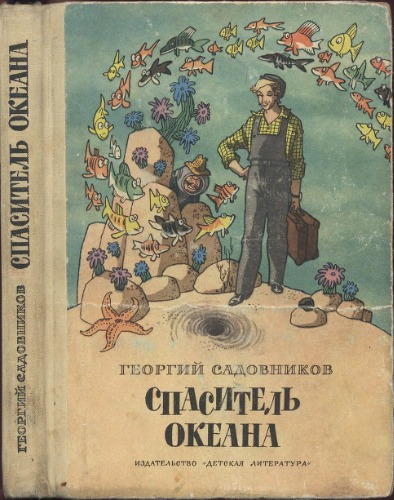 ГЕОРГИЙ САДОВНИКОВ СПАСИТЕЛЬ ОКЕАНА
ГЕОРГИЙ САДОВНИКОВ
СПАСИТЕЛЬ
ОКЕАНА
ИЗДАТЕЛЬСТВО «ДЕТСКАЯ ЛИТЕРАТУРА»